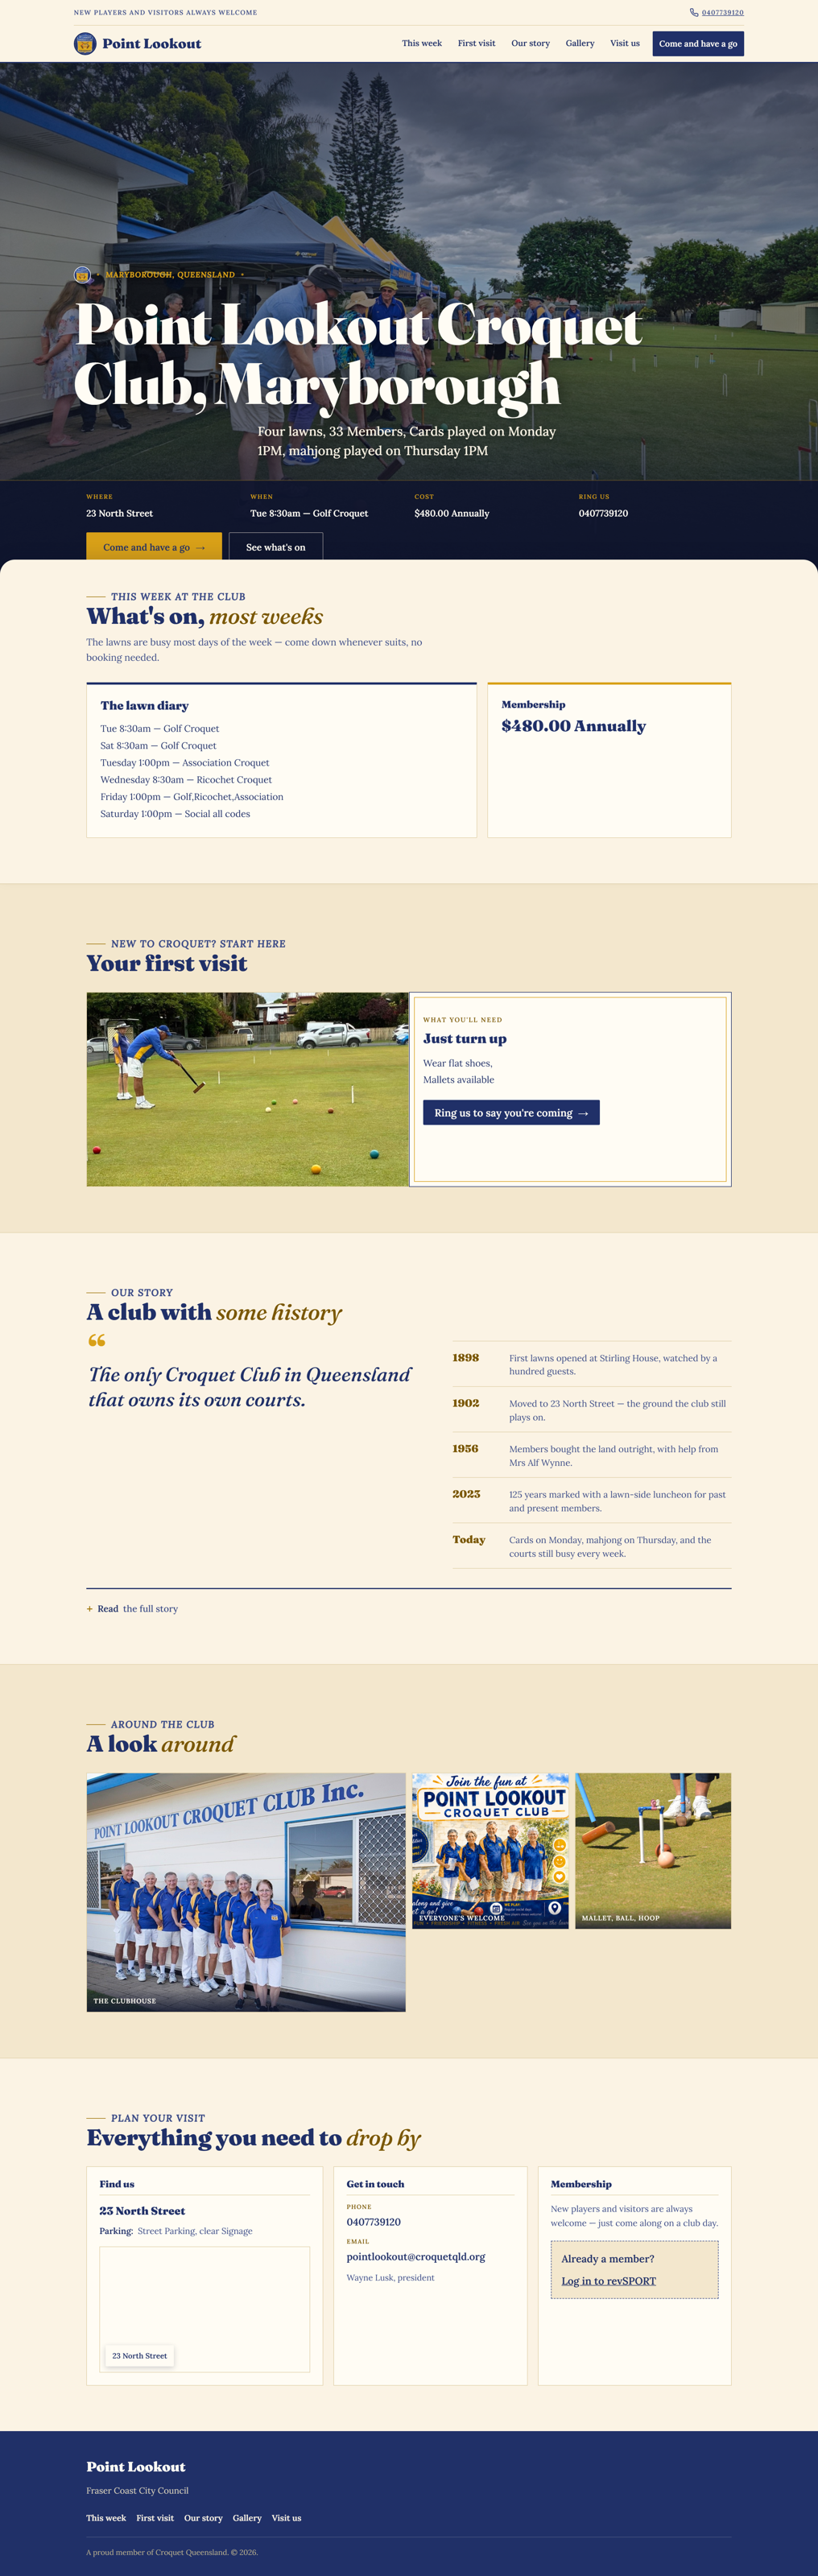 NEW PLAYERS AND VISITORS ALWAYS WELCOME
0407739120
Point Lookout
This week
First visit
Our story
Gallery
Visit us
Come and have a go
MARYBOROUGH, QUEENSLAND
Point Lookout Croquet
Club, Maryborough
Four lawns, 33 Members, Cards played on Monday
1PM, mahjong played on Thursday 1PM
WHERE
23 North Street
WHEN
Tue 8:30am — Golf Croquet
COST
$480.00 Annually
RING US
0407739120
Come and have a go →
See what's on
THIS WEEK AT THE CLUB
What's on, most weeks
The lawns are busy most days of the week — come down whenever suits, no
booking needed.
The lawn diary
Tue 8:30am — Golf Croquet
Sat 8:30am — Golf Croquet
Tuesday 1:00pm — Association Croquet
Wednesday 8:30am — Ricochet Croquet
Friday 1:00pm — Golf,Ricochet,Association
Saturday 1:00pm — Social all codes
Membership
$480.00 Annually
NEW TO CROQUET? START HERE
Your first visit
WHAT YOU'LL NEED
Just turn up
Wear flat shoes,
Mallets available
Ring us to say you're coming →
OUR STORY
A club with some history
“
The only Croquet Club in Queensland
that owns its own courts.
1898
First lawns opened at Stirling House, watched by a
hundred guests.
1902
Moved to 23 North Street — the ground the club still
plays on.
1956
Members bought the land outright, with help from
Mrs Alf Wynne.
2023
125 years marked with a lawn-side luncheon for past
and present members.
Today
Cards on Monday, mahjong on Thursday, and the
courts still busy every week.
+ Read the full story
AROUND THE CLUB
A look around
POINT LOOKOUT CROQUET CLUB Inc.
THE CLUBHOUSE
Join the fun at
POINT LOOKOUT
CROQUET CLUB
EVERYONE'S WELCOME
MALLET, BALL, HOOP
PLAN YOUR VISIT
Everything you need to drop by
Find us
23 North Street
Parking: Street Parking, clear Signage
23 North Street
Get in touch
PHONE
0407739120
EMAIL
pointlookout@croquetqld.org
Wayne Lusk, president
Membership
New players and visitors are always
welcome — just come along on a club day.
Already a member?
Log in to revSPORT
Point Lookout
Fraser Coast City Council
This week
First visit
Our story
Gallery
Visit us
A proud member of Croquet Queensland. © 2026.